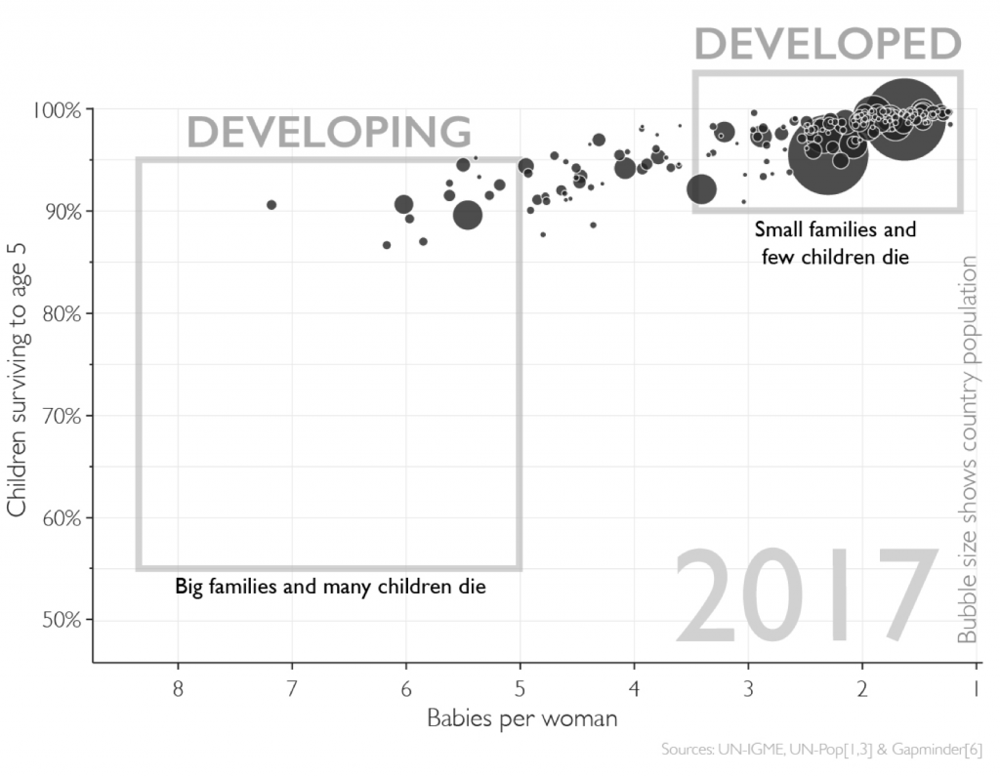 DEVELOPED
DEVELOPING
100%
90%
80%
70%
60%
50%
Children surviving to age 5
Small families and
few children die
Big families and many children die
2017
Bubble size shows country population
8 7 6 5 4 3 2 1
Babies per woman
Sources: UN-IGME, UN-Pop[1,3] & Gapminder[6]